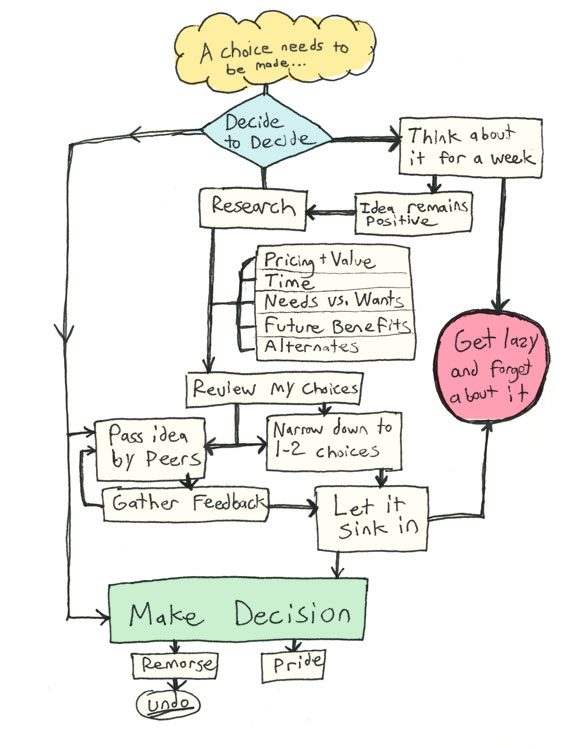 A choice needs to
be made...
Decide
to Decide
Think about
it for a week
Research
Idea remains
Positive
Pricing + Value
Time
Needs vs. Wants
Future Benefits
Alternates
Get lazy
and forget
about it
Review My Choices
Pass idea
by Peers
Narrow down to
1-2 choices
Gather Feedback
Let it
sink in
Make Decision
Remorse
Pride
undo